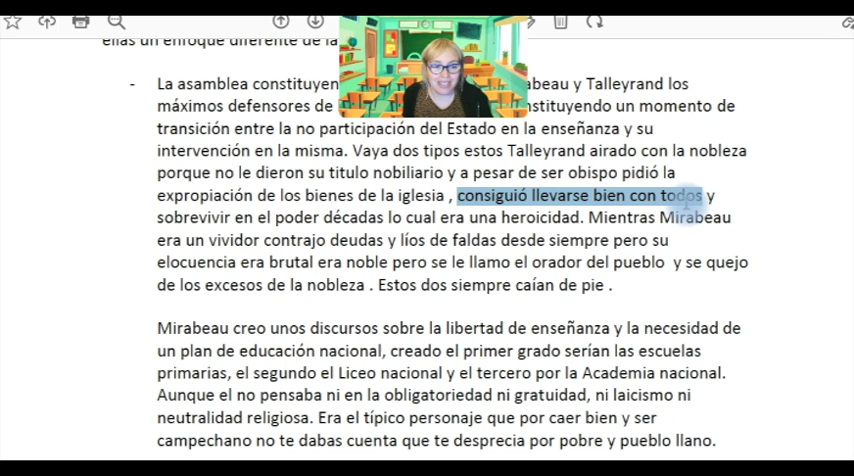 ellas un enfoque diferente de la
- La asamblea constituyen abeau y Talleyrand los
máximos defensores de nstituyendo un momento de
transición entre la no participación del Estado en la enseñanza y su
intervención en la misma. Vaya dos tipos estos Talleyrand airado con la nobleza
porque no le dieron su titulo nobiliario y a pesar de ser obispo pidió la
expropiación de los bienes de la iglesia , consiguió llevarse bien con todos y
sobrevivir en el poder décadas lo cual era una heroicidad. Mientras Mirabeau
era un vividor contrajo deudas y líos de faldas desde siempre pero su
elocuencia era brutal era noble pero se le llamo el orador del pueblo y se quejo
de los excesos de la nobleza . Estos dos siempre caían de pie .
Mirabeau creo unos discursos sobre la libertad de enseñanza y la necesidad de
un plan de educación nacional, creado el primer grado serían las escuelas
primarias, el segundo el Liceo nacional y el tercero por la Academia nacional.
Aunque el no pensaba ni en la obligatoriedad ni gratuidad, ni laicismo ni
neutralidad religiosa. Era el típico personaje que por caer bien y ser
campechano no te dabas cuenta que te desprecia por pobre y pueblo llano.